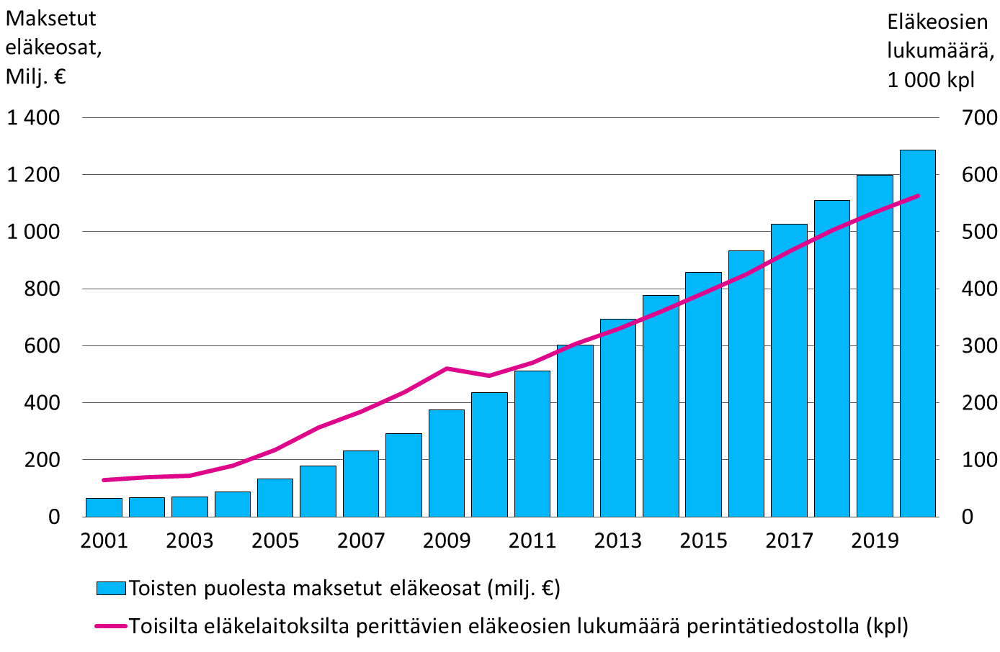 Maksetut
eläkeosat,
Milj. €
Eläkeosien
lukumäärä,
1 000 kpl
1 400
1 200
1 000
800
600
400
200
0
700
600
500
400
300
200
100
0
2001 2003 2005 2007 2009 2011 2013 2015 2017 2019
Toisten puolesta maksetut eläkeosat (milj. €)
Toisilta eläkelaitoksilta perittävien eläkeosien lukumäärä perintätiedostolla (kpl)